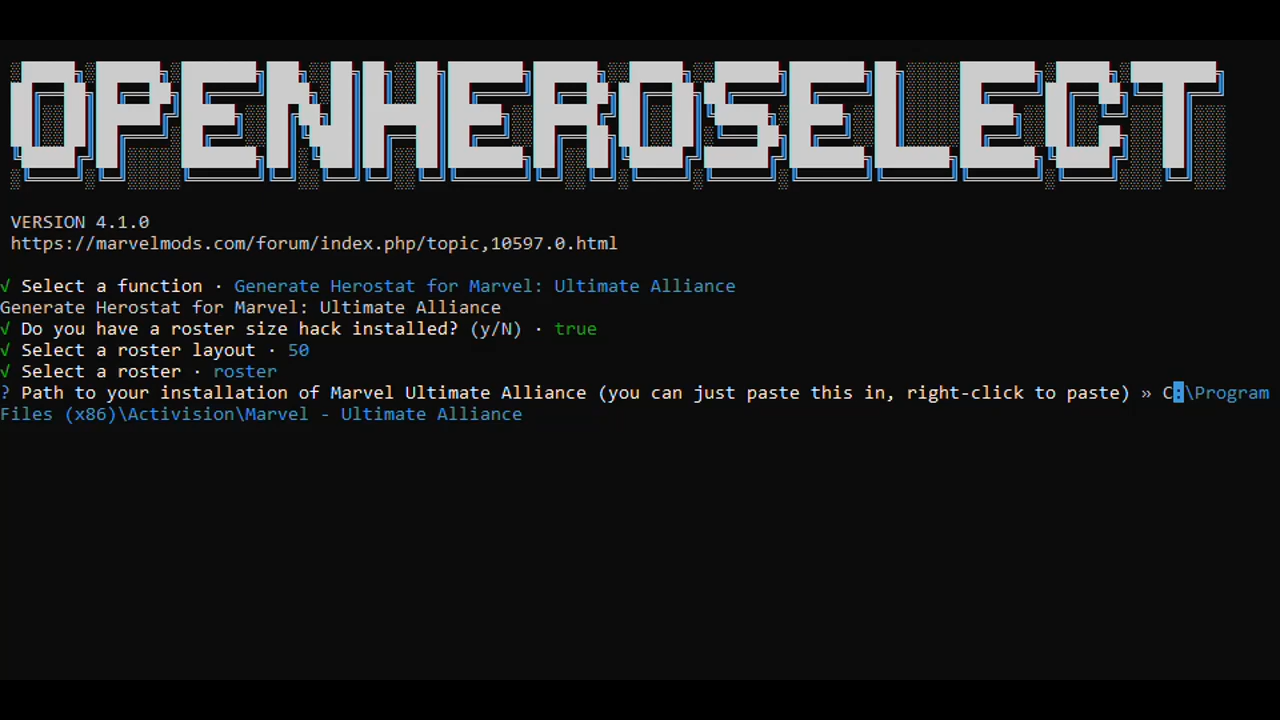 OPENHEROSELECT
VERSION 4.1.0
https://marvelmods.com/forum/index.php/topic,10597.0.html
√ Select a function · Generate Herostat for Marvel: Ultimate Alliance
Generate Herostat for Marvel: Ultimate Alliance
√ Do you have a roster size hack installed? (y/N) · true
√ Select a roster layout · 50
√ Select a roster · roster
? Path to your installation of Marvel Ultimate Alliance (you can just paste this in, right-click to paste) » C:\Program
Files (x86)\Activision\Marvel - Ultimate Alliance